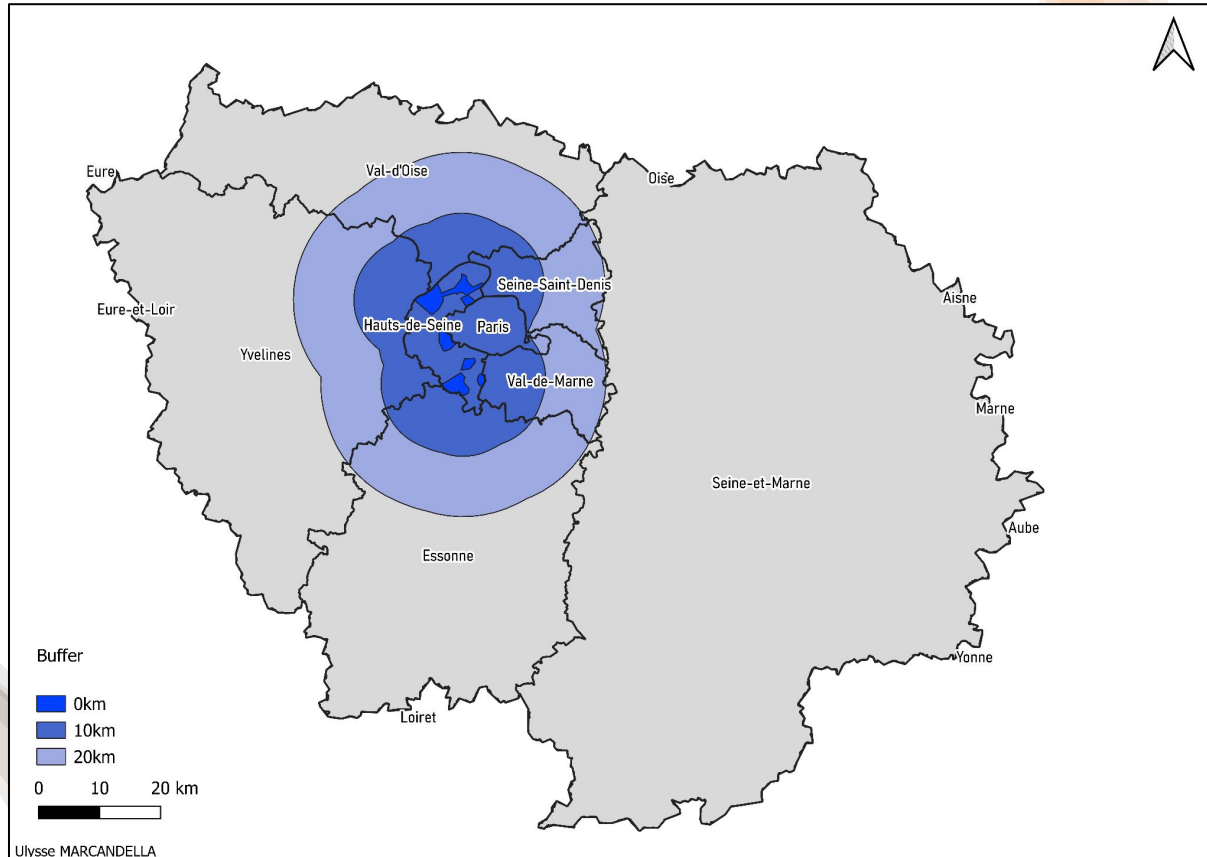 Val-d'Oise
Eure
Oise
Seine-Saint-Denis
Aisne
Eure-et-Loir
Hauts-de-Seine
Paris
Yvelines
Val-de-Marne
Marne
Seine-et-Marne
Aube
Essonne
Yonne
Loiret
Buffer
0km
10km
20km
0 10 20 km
Ulysse MARCANDELLA